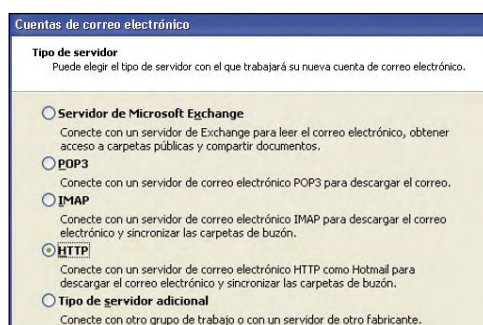 Cuentas de correo electrónico
Tipo de servidor
Puede elegir el tipo de servidor con el que trabajará su nueva cuenta de correo electrónico.
Servidor de Microsoft Exchange
Conecte con un servidor de Exchange para leer el correo electrónico, obtener
acceso a carpetas públicas y compartir documentos.
POP3
Conecte con un servidor de correo electrónico POP3 para descargar el correo.
IMAP
Conecte con un servidor de correo electrónico IMAP para descargar el correo
electrónico y sincronizar las carpetas de buzón.
HTTP
Conecte con un servidor de correo electrónico HTTP como Hotmail para
descargar el correo electrónico y sincronizar las carpetas de buzón.
Tipo de servidor adicional
Conecte con otro grupo de trabajo o con un servidor de otro fabricante.